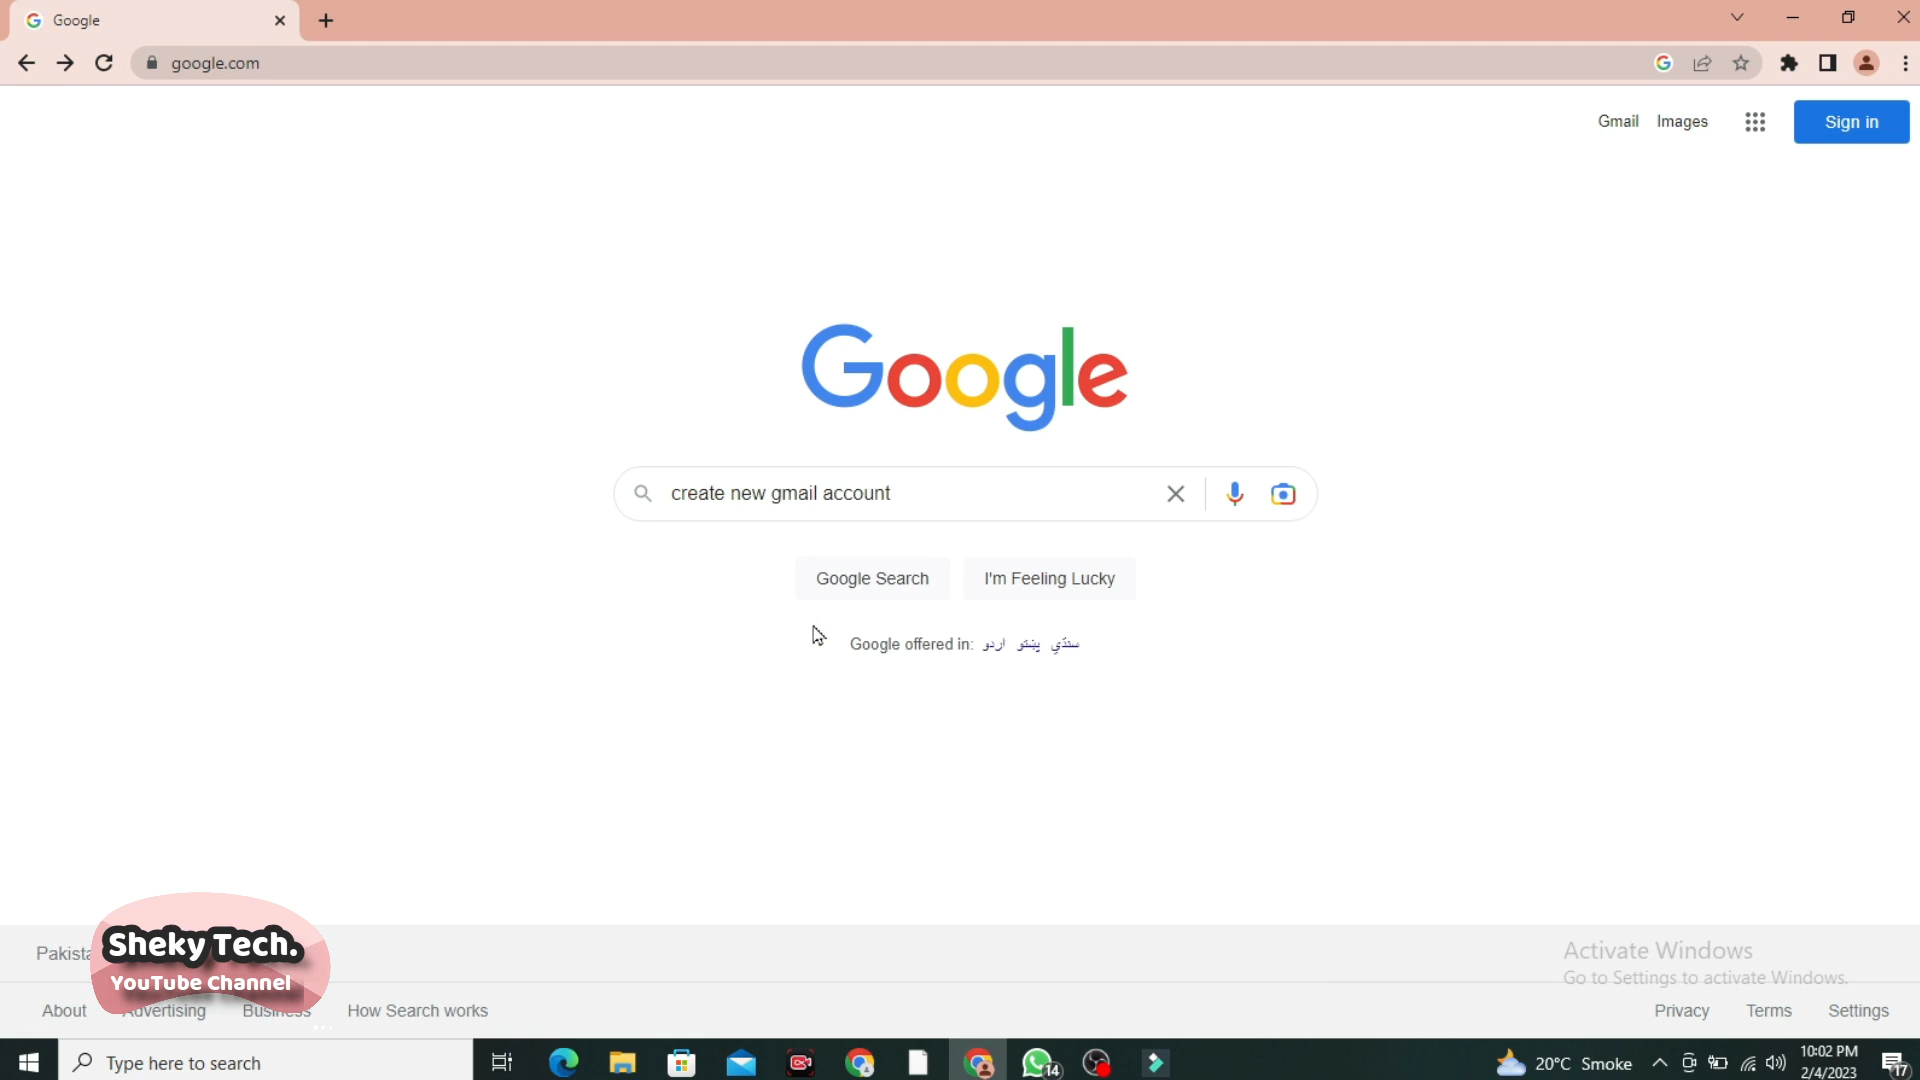 Google
google.com
Gmail Images Sign in
Google
create new gmail account
Google Search I'm Feeling Lucky
Google offered in: اردو پښتو سنڌي
Sheky Tech.
YouTube Channel
Activate Windows
Go to Settings to activate Windows.
About Advertising Business How Search works Privacy Terms Settings
Type here to search 14 20°C Smoke 10:02 PM
2/4/2023 17